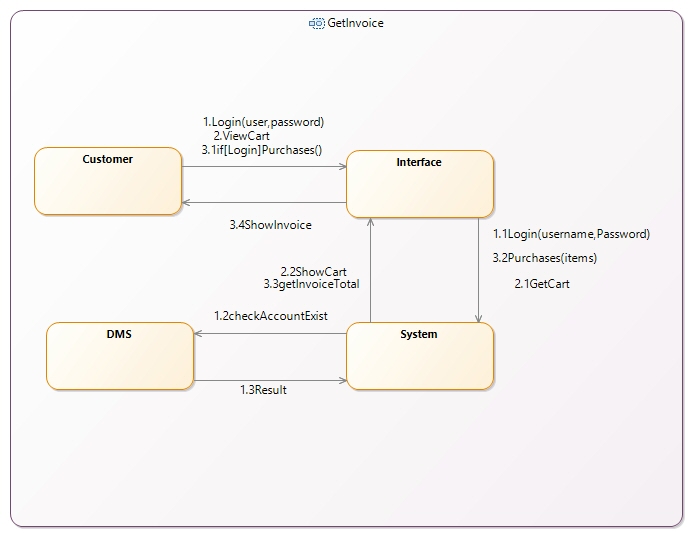 GetInvoice
1.Login(user,password)
2.ViewCart
3.1if[Login]Purchases()
Customer
Interface
3.4ShowInvoice
1.1Login(username,Password)
3.2Purchases(items)
2.1GetCart
2.2ShowCart
3.3getInvoiceTotal
1.2checkAccountExist
DMS
System
1.3Result